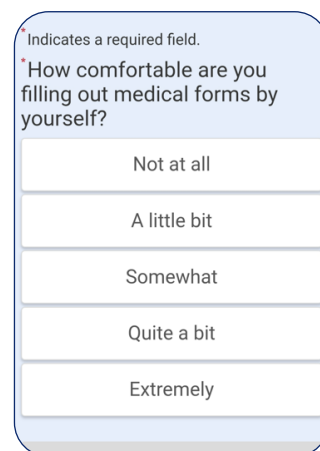 *Indicates a required field.
*How comfortable are you
filling out medical forms by
yourself?
Not at all
A little bit
Somewhat
Quite a bit
Extremely